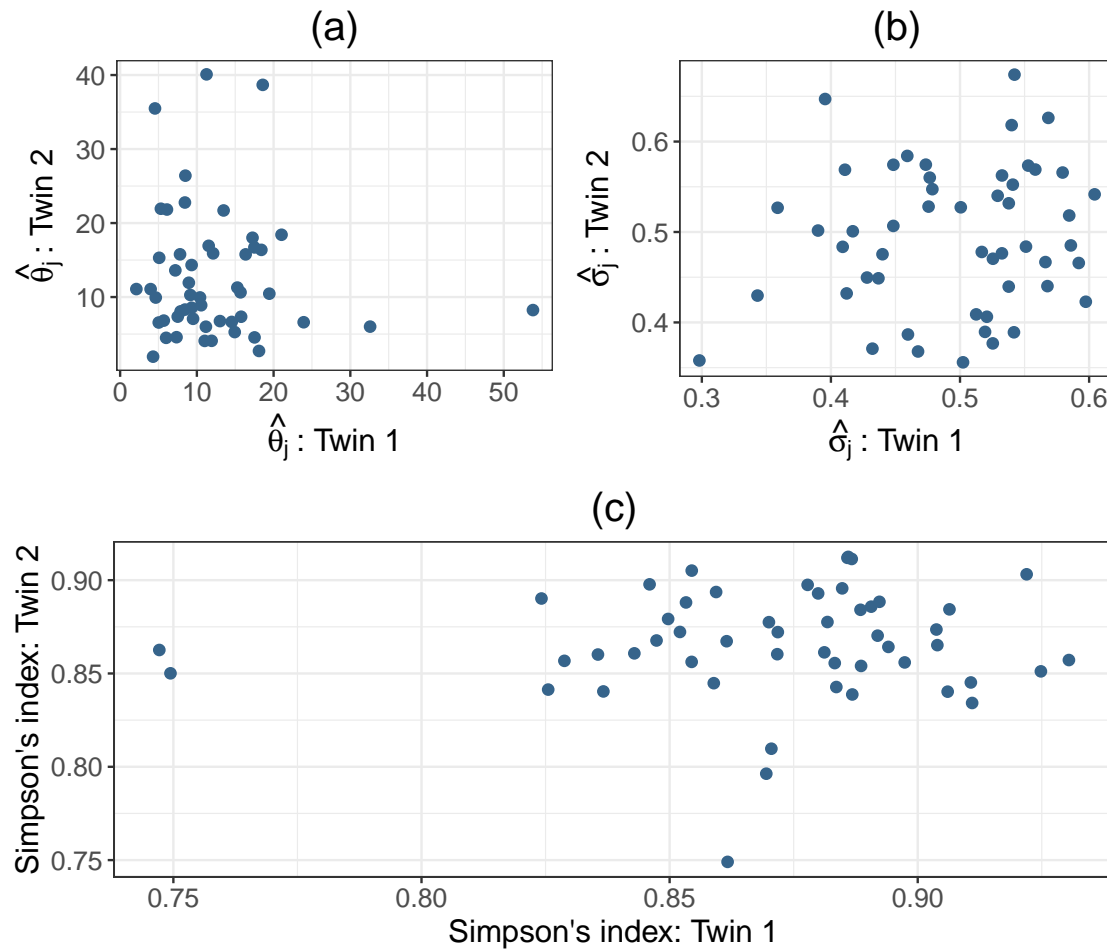 (a)
40
30
20
10
0 10 20 30 40 50
θ̂j : Twin 2
θ̂j : Twin 1
(b)
0.6
0.5
0.4
0.3 0.4 0.5 0.6
σ̂j : Twin 2
σ̂j : Twin 1
(c)
0.90
0.85
0.80
0.75
0.75 0.80 0.85 0.90
Simpson's index: Twin 2
Simpson's index: Twin 1